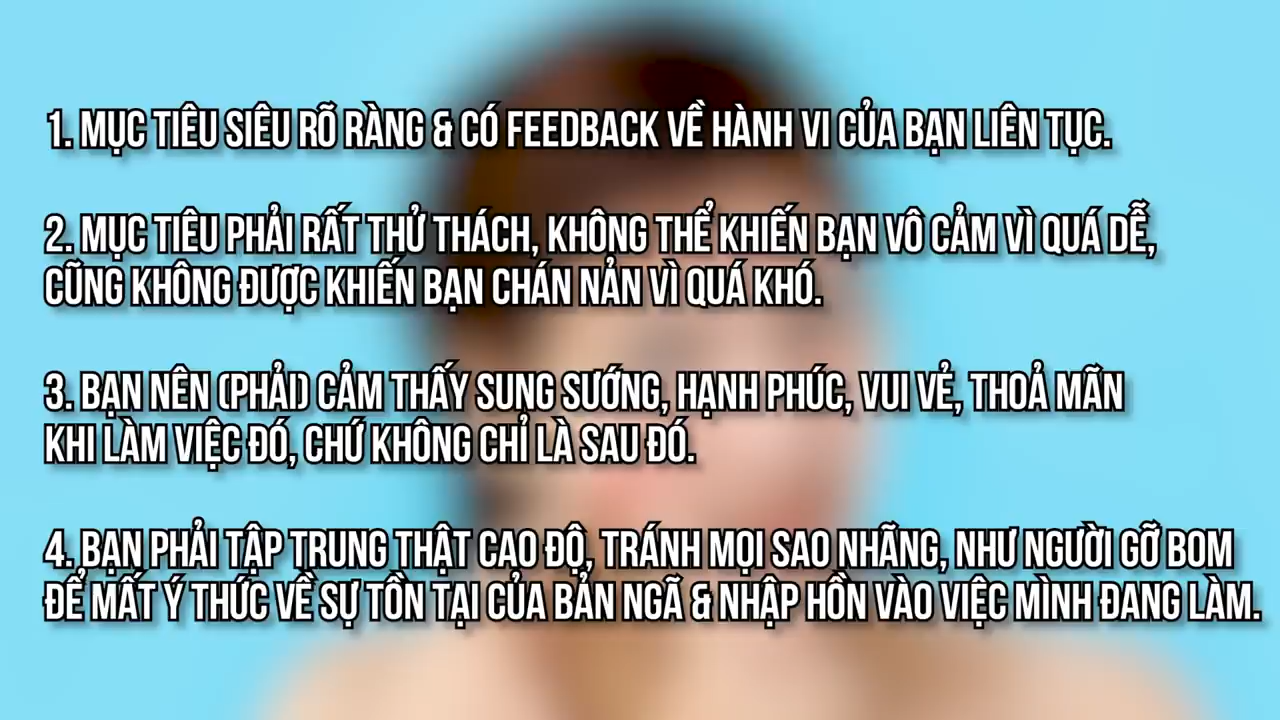 1. MỤC TIÊU SIÊU RÕ RÀNG & CÓ FEEDBACK VỀ HÀNH VI CỦA BẠN LIÊN TỤC.
2. MỤC TIÊU PHẢI RẤT THỬ THÁCH, KHÔNG THỂ KHIẾN BẠN VÔ CẢM VÌ QUÁ DỄ,
CŨNG KHÔNG ĐƯỢC KHIẾN BẠN CHÁN NẢN VÌ QUÁ KHÓ.
3. BẠN NÊN (PHẢI) CẢM THẤY SUNG SƯỚNG, HẠNH PHÚC, VUI VẺ, THOẢ MÃN
KHI LÀM VIỆC ĐÓ, CHỨ KHÔNG CHỈ LÀ SAU ĐÓ.
4. BẠN PHẢI TẬP TRUNG THẬT CAO ĐỘ, TRÁNH MỌI SAO NHÃNG, NHƯ NGƯỜI GỠ BOM
ĐỂ MẤT Ý THỨC VỀ SỰ TỒN TẠI CỦA BẢN NGÃ & NHẬP HỒN VÀO VIỆC MÌNH ĐANG LÀM.